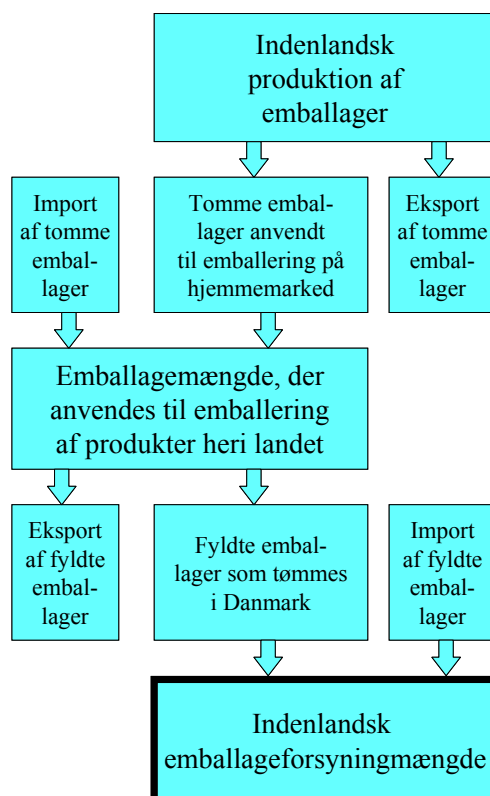 Indenlandsk
produktion af
emballager
Import
af tomme
embal-
lager
Tomme embal-
lager anvendt
til emballering på
hjemmemarked
Eksport
af tomme
embal-
lager
Emballagemængde, der
anvendes til emballering
af produkter heri landet
Eksport
af fyldte
embal-
lager
Fyldte embal-
lager som tømmes
i Danmark
Import
af fyldte
embal-
lager
Indenlandsk
emballageforsyningmængde